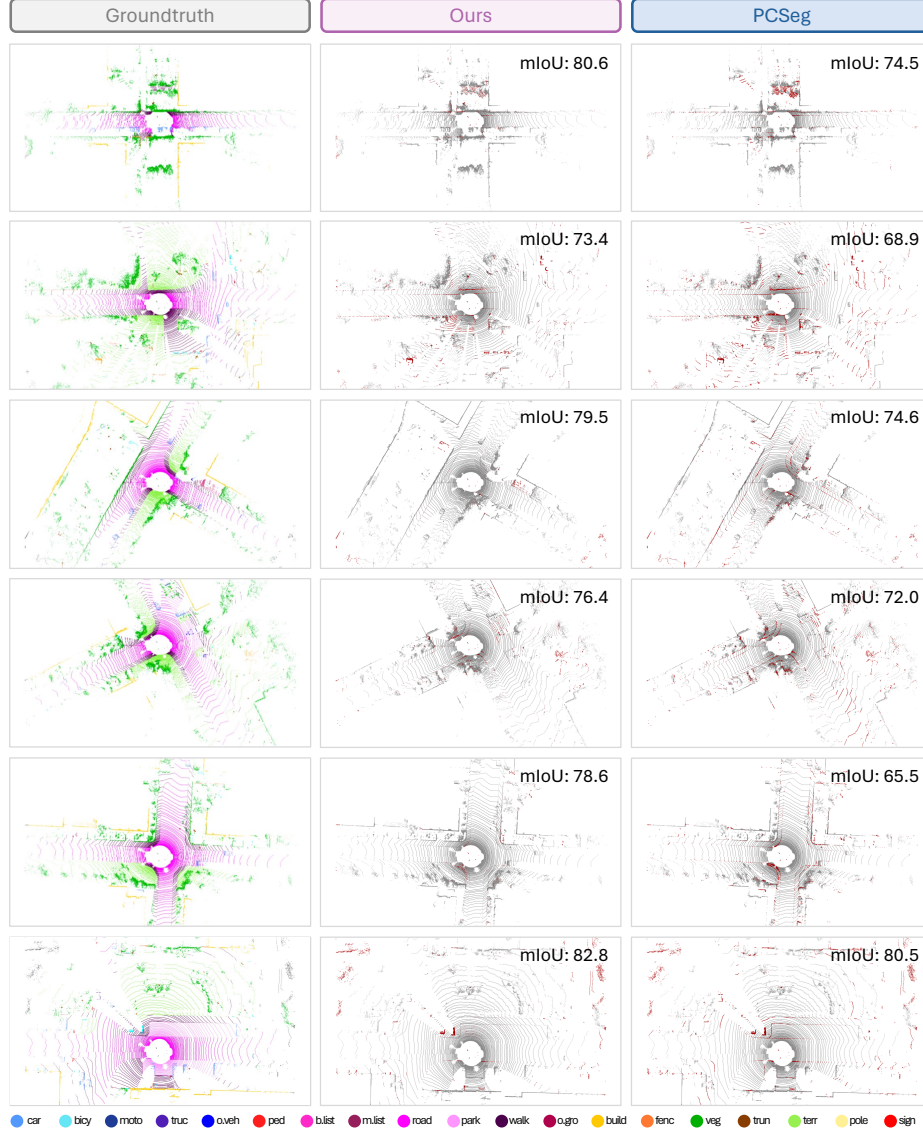 Groundtruth Ours PCSeg
mIoU: 80.6 mIoU: 74.5
mIoU: 73.4 mIoU: 68.9
mIoU: 79.5 mIoU: 74.6
mIoU: 76.4 mIoU: 72.0
mIoU: 78.6 mIoU: 65.5
mIoU: 82.8 mIoU: 80.5
car bicy moto truc o.veh ped b.list m.list road park walk o.gro build fenc veg trun terr pole sign